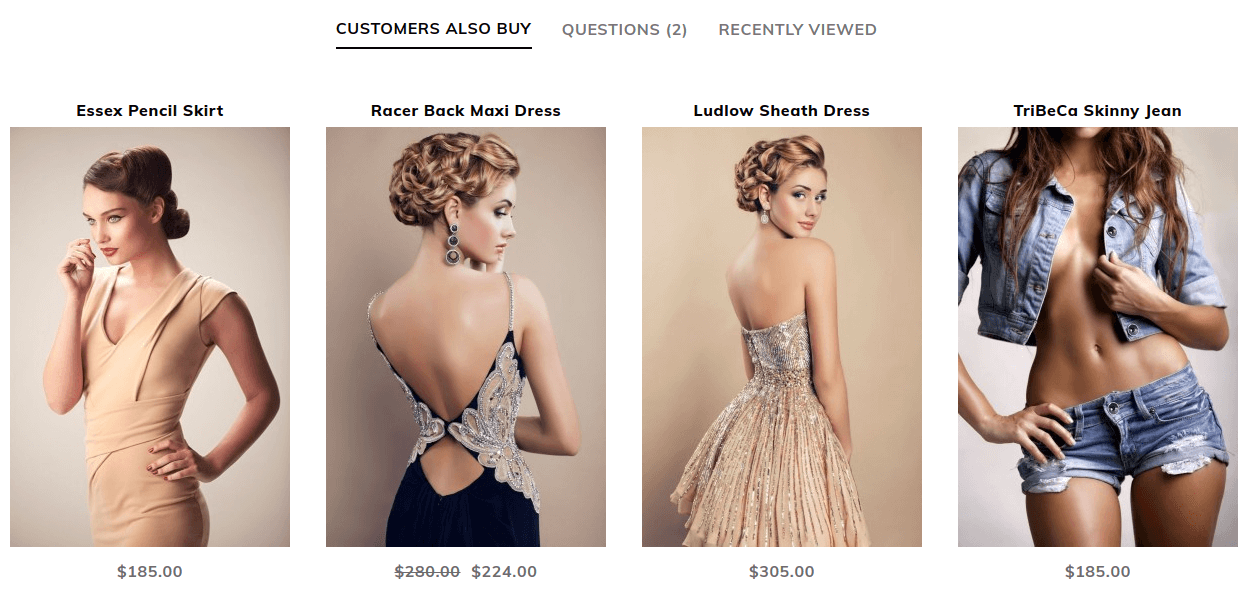 CUSTOMERS ALSO BUY QUESTIONS (2) RECENTLY VIEWED
Essex Pencil Skirt
Racer Back Maxi Dress
Ludlow Sheath Dress
TriBeCa Skinny Jean
$185.00
$280.00 $224.00
$305.00
$185.00